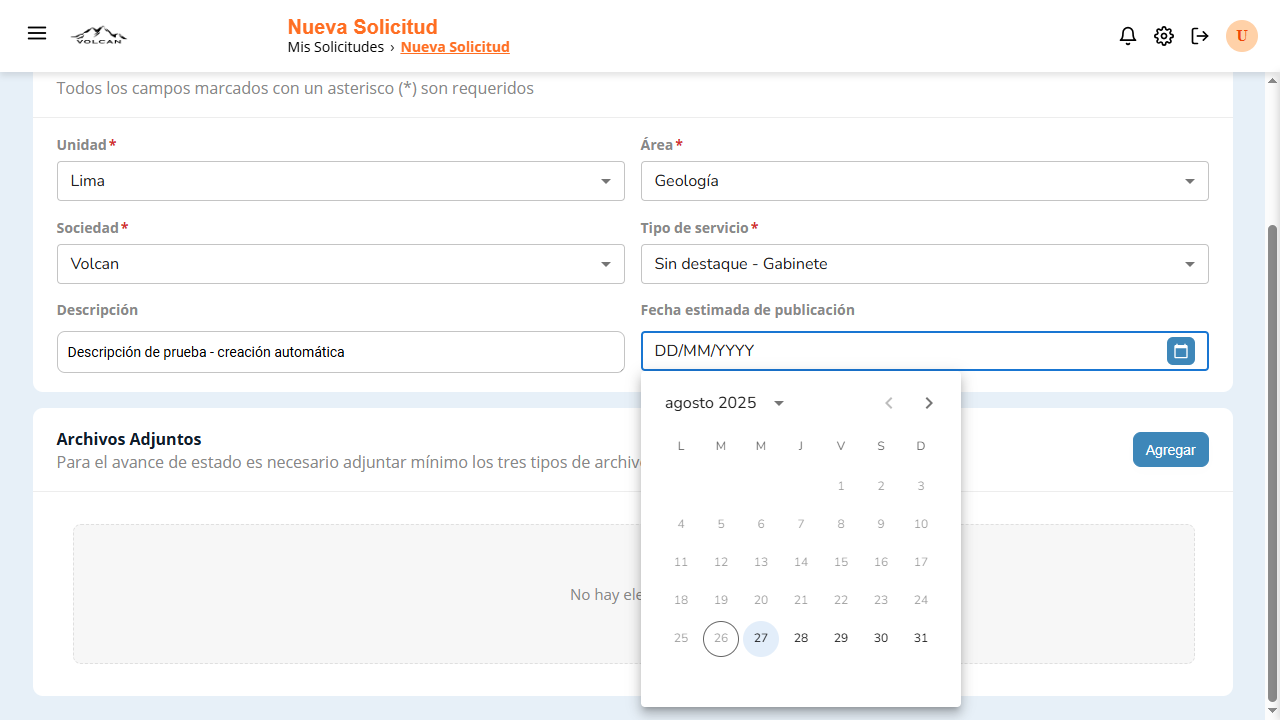 Nueva Solicitud
VOLCAN
Mis Solicitudes › Nueva Solicitud
U
Todos los campos marcados con un asterisco (*) son requeridos
Unidad*
Área*
Lima
Geología
Sociedad*
Tipo de servicio*
Volcan
Sin destaque - Gabinete
Descripción
Fecha estimada de publicación
Descripción de prueba - creación automática
DD/MM/YYYY
agosto 2025
L M M J V S D
1 2 3
4 5 6 7 8 9 10
11 12 13 14 15 16 17
18 19 20 21 22 23 24
25 26 27 28 29 30 31
Archivos Adjuntos
Para el avance de estado es necesario adjuntar mínimo los tres tipos de archiv
Agregar
No hay ele